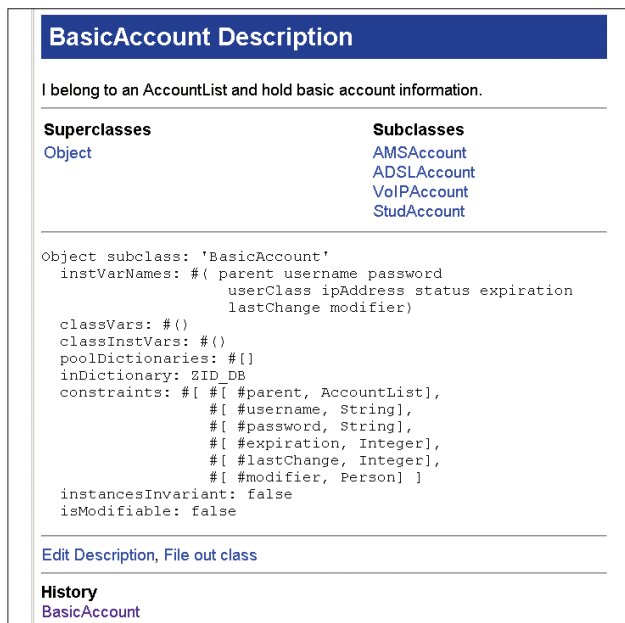 BasicAccount Description
I belong to an AccountList and hold basic account information.
Superclasses
Object
Subclasses
AMSAccount
ADSLAccount
VoIPAccount
StudAccount
Object subclass: 'BasicAccount'
instVarNames: #( parent username password
userClass ipAddress status expiration
lastChange modifier)
classVars: #()
classInstVars: #()
poolDictionaries: #[]
inDictionary: ZID_DB
constraints: #[ #[ #parent, AccountList],
#[ #username, String],
#[ #password, String],
#[ #expiration, Integer],
#[ #lastChange, Integer],
#[ #modifier, Person] ]
instancesInvariant: false
isModifiable: false
Edit Description, File out class
History
BasicAccount